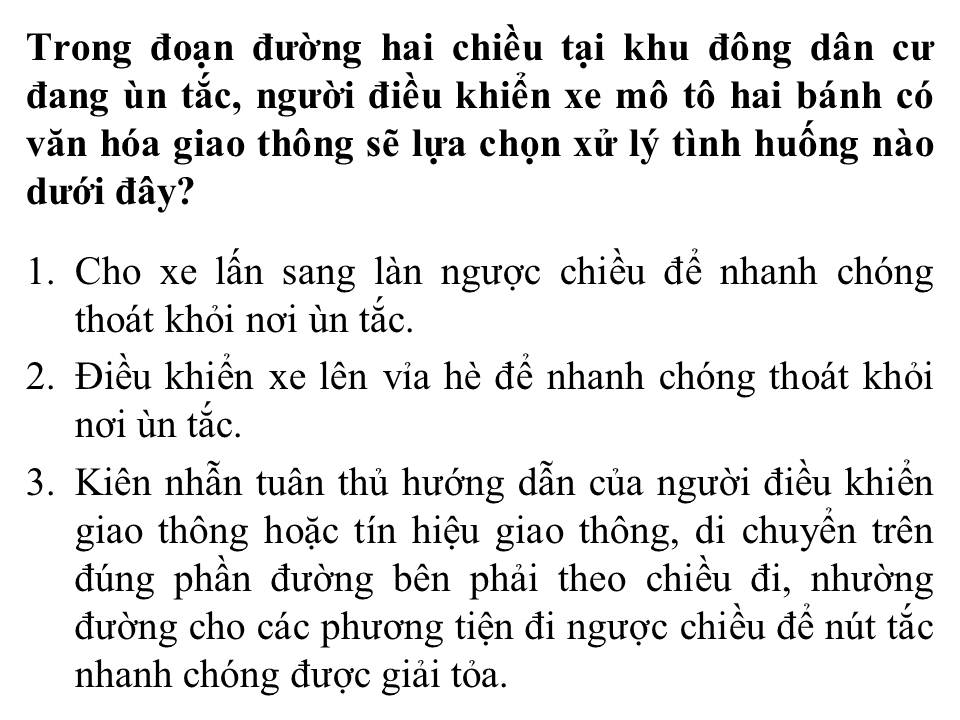 Trong đoạn đường hai chiều tại khu đông dân cư
đang ùn tắc, người điều khiển xe mô tô hai bánh có
văn hóa giao thông sẽ lựa chọn xử lý tình huống nào
dưới đây?
1. Cho xe lấn sang làn ngược chiều để nhanh chóng
thoát khỏi nơi ùn tắc.
2. Điều khiển xe lên vỉa hè để nhanh chóng thoát khỏi
nơi ùn tắc.
3. Kiên nhẫn tuân thủ hướng dẫn của người điều khiển
giao thông hoặc tín hiệu giao thông, di chuyển trên
đúng phần đường bên phải theo chiều đi, nhường
đường cho các phương tiện đi ngược chiều để nút tắc
nhanh chóng được giải tỏa.